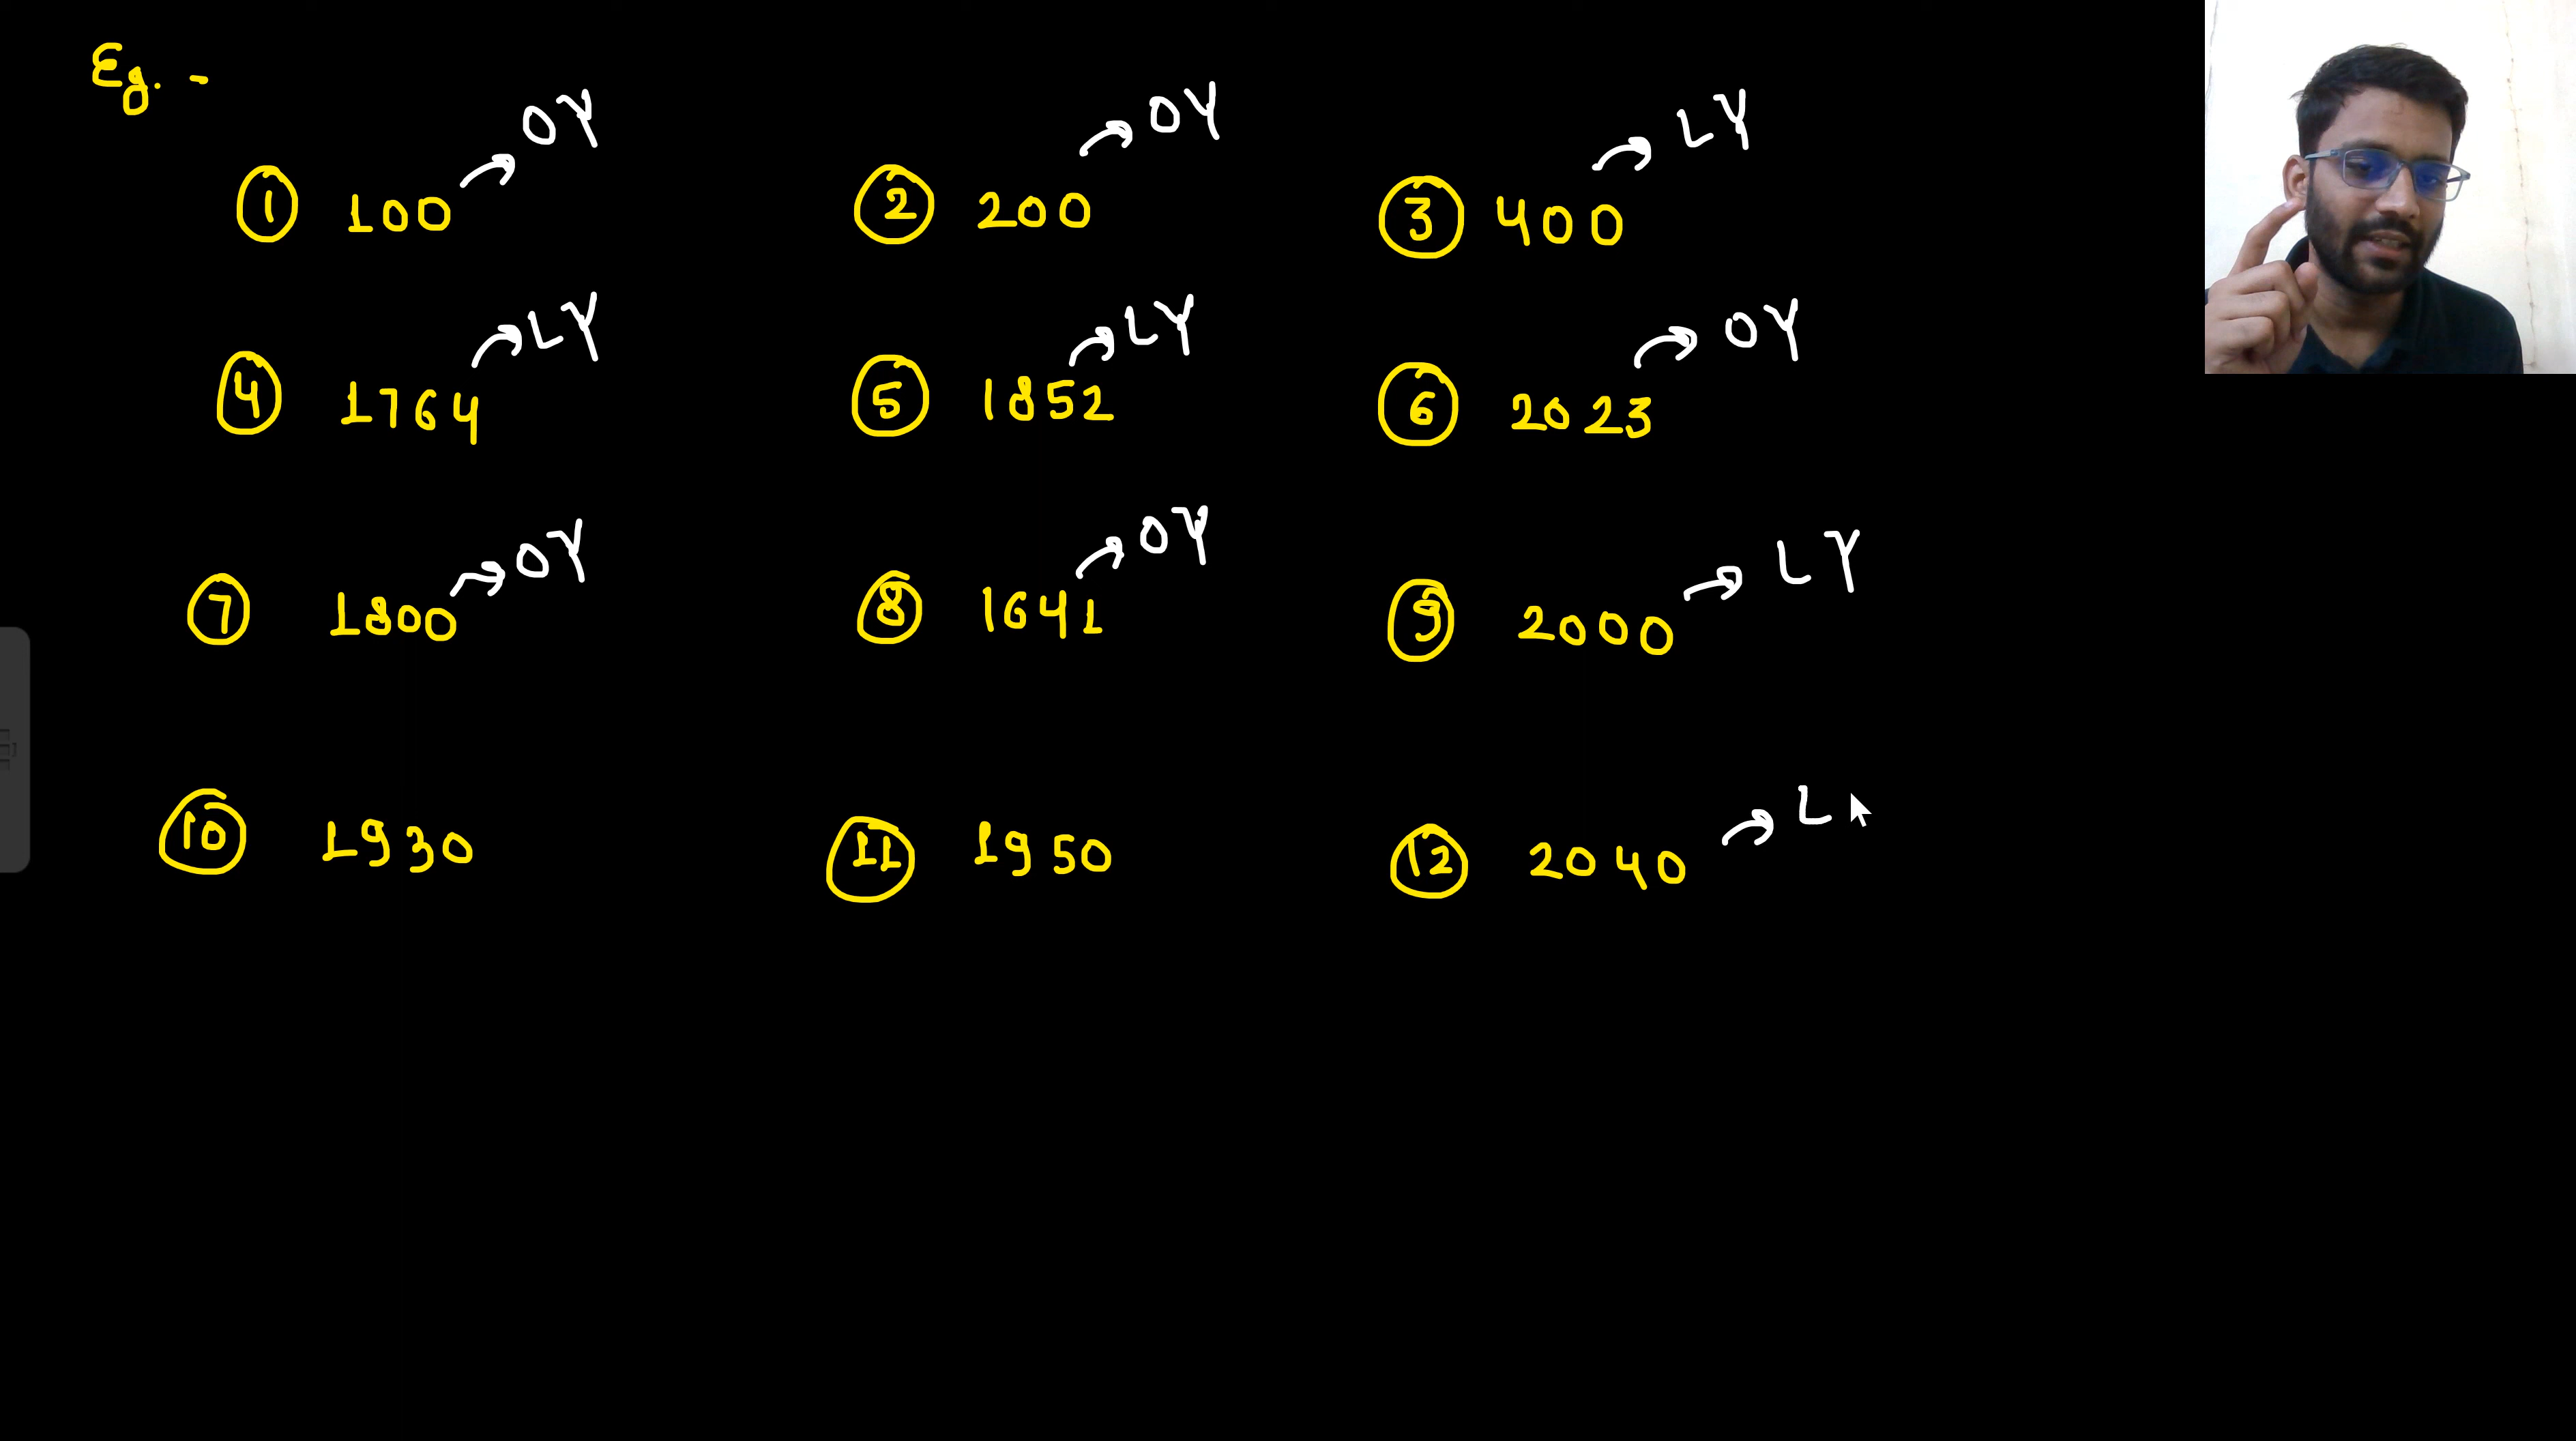 Eg. -
① 100 → OY ② 200 → OY ③ 400 → LY
④ 1764 → LY ⑤ 1852 → LY ⑥ 2023 → OY
⑦ 1800 → OY ⑧ 1641 → OY ⑨ 2000 → LY
⑩ 1930 ⑪ 1950 ⑫ 2040 → L